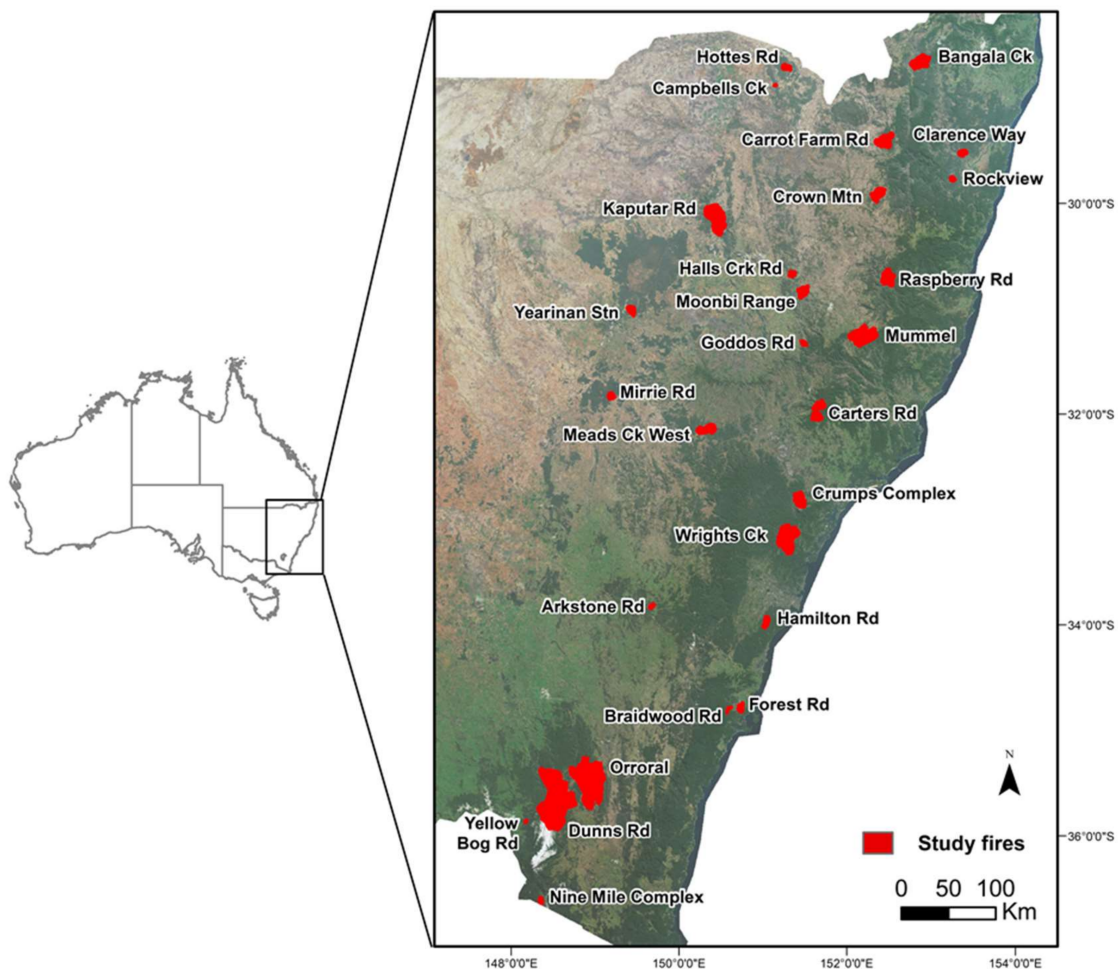 Hottes Rd
Bangala Ck
Campbells Ck
Carrot Farm Rd
Clarence Way
Rockview
Crown Mtn
30°0'0"S
Kaputar Rd
Halls Crk Rd
Raspberry Rd
Moonbi Range
Yearinan Stn
Mummel
Goddos Rd
Mirrie Rd
Carters Rd
32°0'0"S
Meads Ck West
Crumps Complex
Wrights Ck
Arkstone Rd
Hamilton Rd
34°0'0"S
Forest Rd
Braidwood Rd
N
Orroral
Yellow
Bog Rd
Dunns Rd
36°0'0"S
Study fires
0 50 100
Km
Nine Mile Complex
148°0'0"E 150°0'0"E 152°0'0"E 154°0'0"E